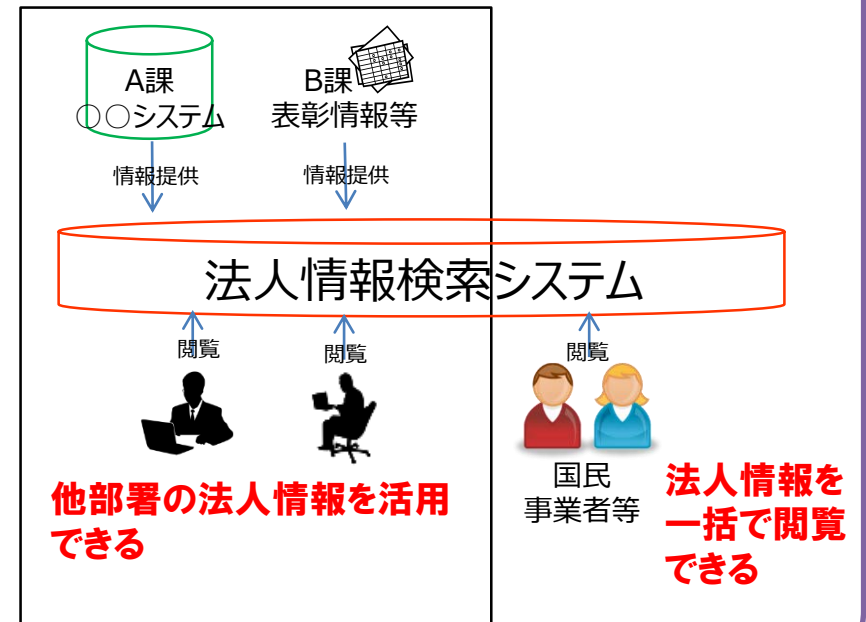 A課
○○システム
B課
表彰情報等
情報提供
情報提供
法人情報検索システム
閲覧
閲覧
閲覧
他部署の法人情報を活用
できる
国民
事業者等
法人情報を
一括で閲覧
できる